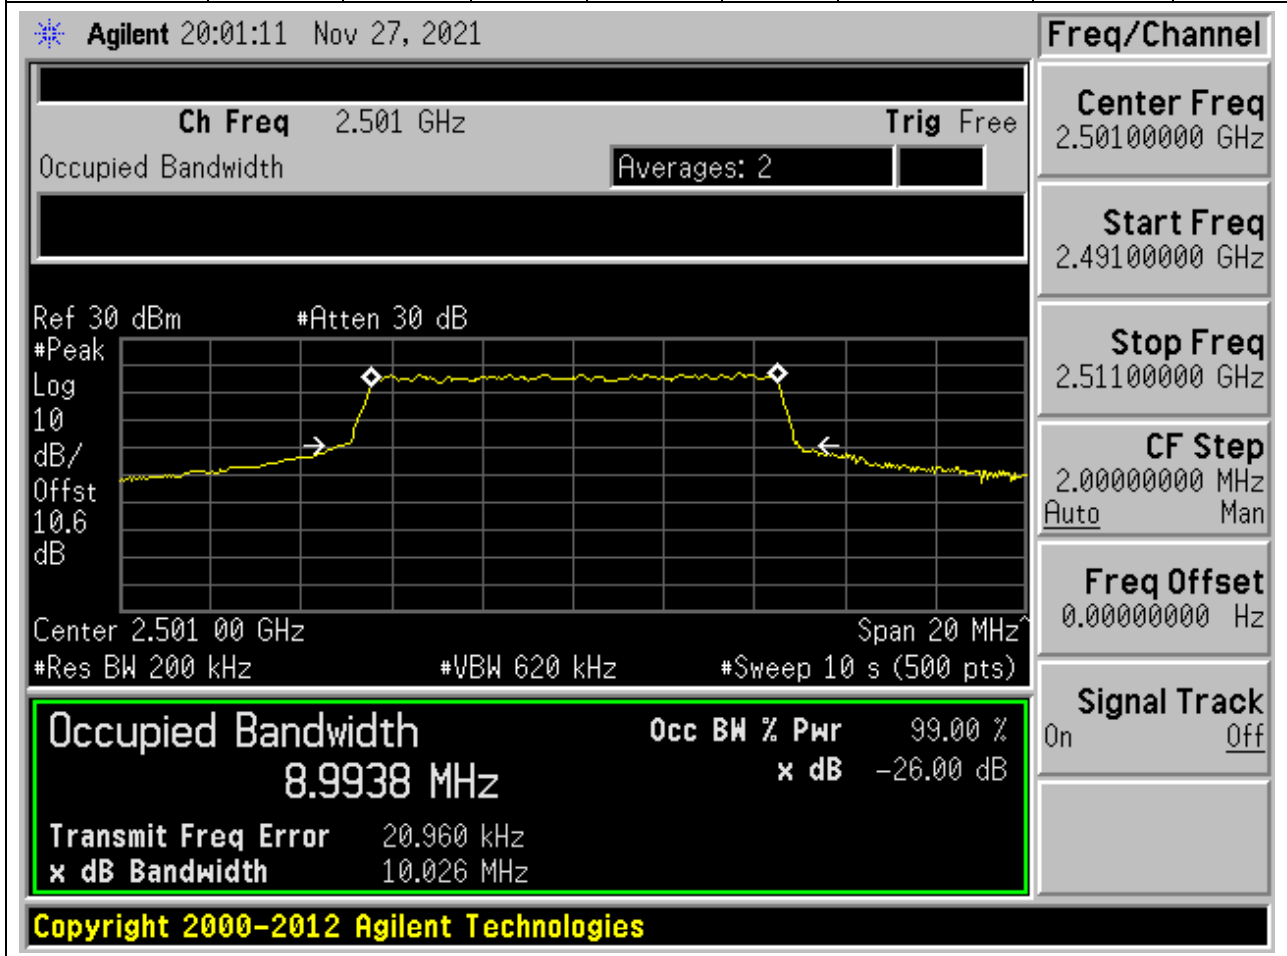 Agilent 20:01:11 Nov 27, 2021
Freq/Channel
Ch Freq 2.501 GHz Trig Free
Occupied Bandwidth Averages: 2
Ref 30 dBm #Atten 30 dB
#Peak
Log
10
dB/
Offst
10.6
dB
Center 2.501 00 GHz Span 20 MHz^
#Res BW 200 kHz #VBW 620 kHz #Sweep 10 s (500 pts)
Occupied Bandwidth
8.9938 MHz
Occ BW % Pwr 99.00 %
x dB -26.00 dB
Transmit Freq Error 20.960 kHz
x dB Bandwidth 10.026 MHz
Center Freq
2.50100000 GHz
Start Freq
2.49100000 GHz
Stop Freq
2.51100000 GHz
CF Step
2.00000000 MHz
Auto Man
Freq Offset
0.00000000 Hz
Signal Track
On Off
Copyright 2000-2012 Agilent Technologies